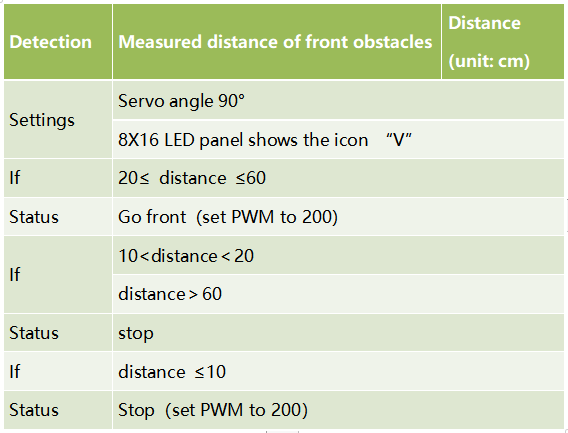 Detection Measured distance of front obstacles Distance
(unit: cm)
Settings
Servo angle 90°
8X16 LED panel shows the icon “V”
If 20≤ distance ≤60
Status Go front (set PWM to 200)
If
10<distance<20
distance>60
Status stop
If distance ≤10
Status Stop (set PWM to 200)